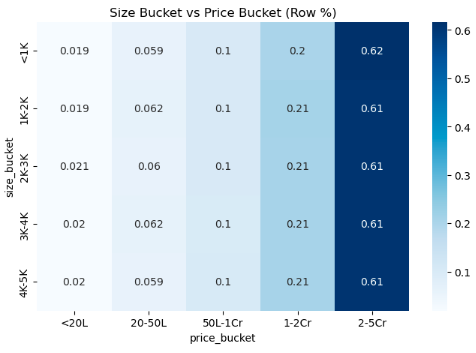 Size Bucket vs Price Bucket (Row %)
<1K 0.019 0.059 0.1 0.2 0.62
1K-2K 0.019 0.062 0.1 0.21 0.61
2K-3K 0.021 0.06 0.1 0.21 0.61
3K-4K 0.02 0.062 0.1 0.21 0.61
4K-5K 0.02 0.059 0.1 0.21 0.61
<20L 20-50L 50L-1Cr 1-2Cr 2-5Cr
price_bucket
size_bucket
0.6
0.5
0.4
0.3
0.2
0.1